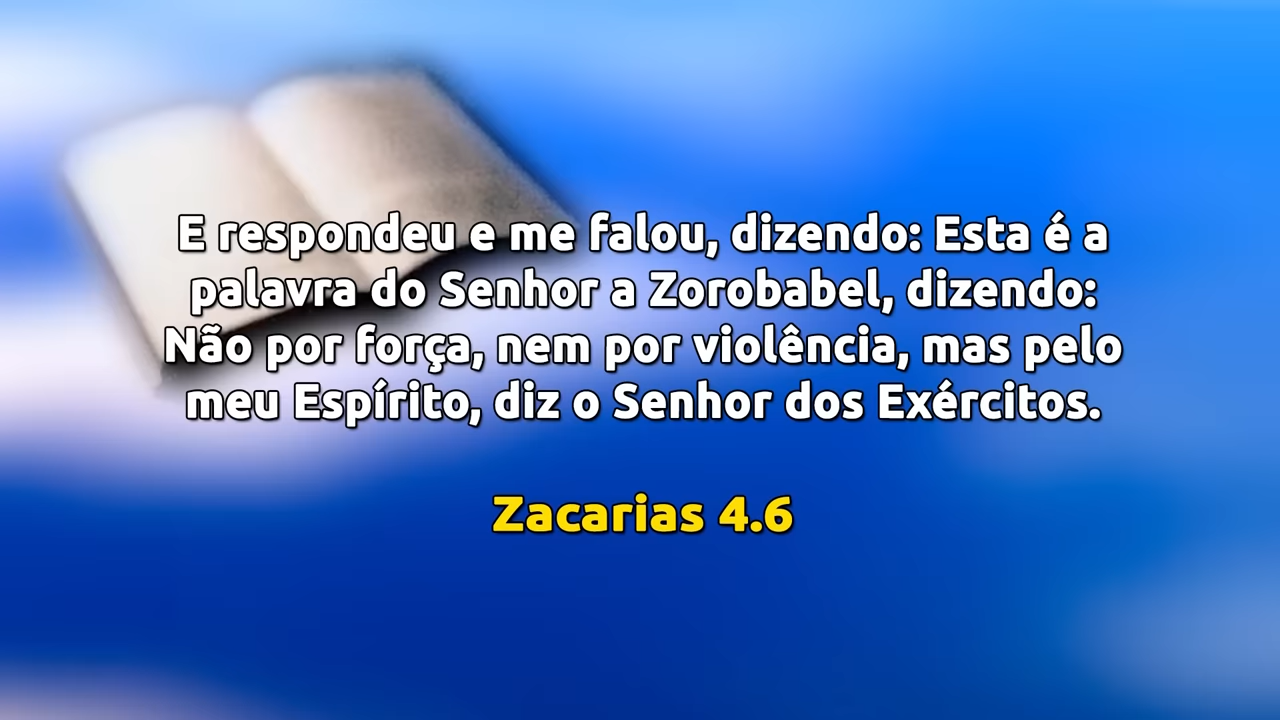 E respondeu e me falou, dizendo: Esta é a
palavra do Senhor a Zorobabel, dizendo:
Não por força, nem por violência, mas pelo
meu Espírito, diz o Senhor dos Exércitos.
Zacarias 4.6